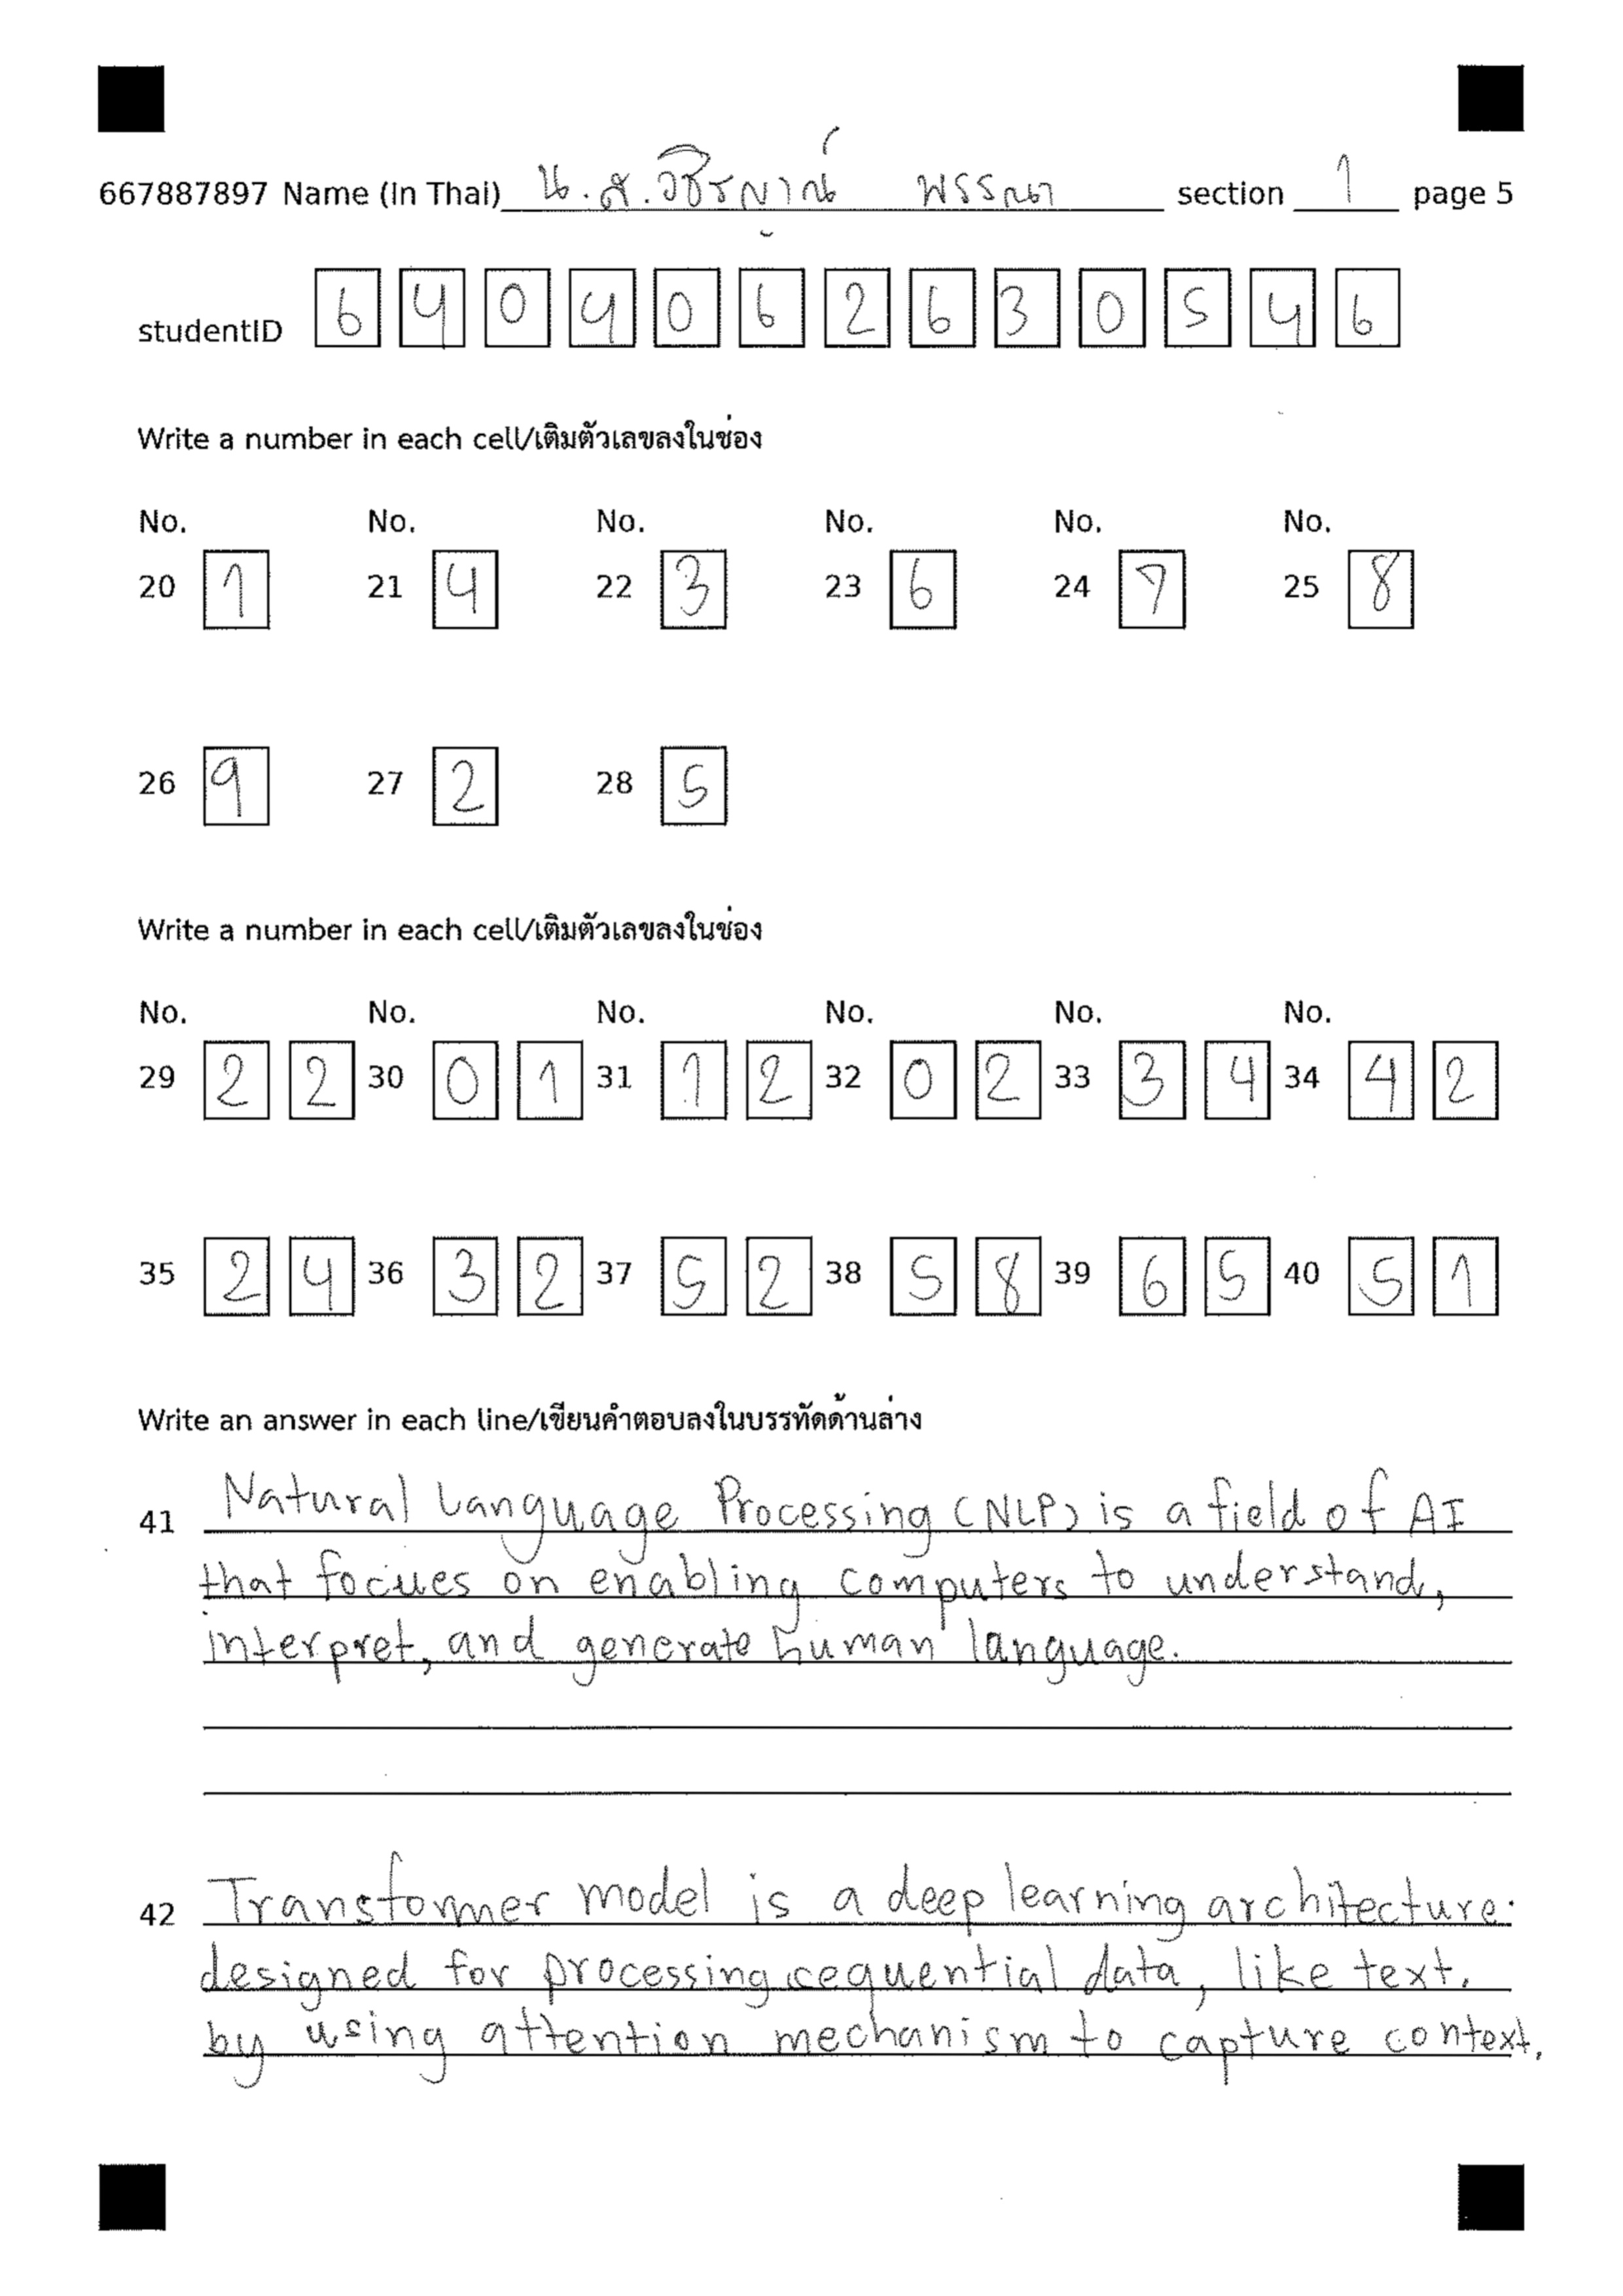 667887897 Name (In Thai) น.ส.วชิรญาณ์ พรรณา section 1 page 5
studentID 6 4 0 4 0 6 2 6 3 0 5 4 6
Write a number in each cell/เติมตัวเลขลงในช่อง
No. No. No. No. No. No.
20 1 21 4 22 3 23 6 24 7 25 8
26 9 27 2 28 5
Write a number in each cell/เติมตัวเลขลงในช่อง
No. No. No. No. No. No.
29 2 2 30 0 1 31 1 2 32 0 2 33 3 4 34 4 2
35 2 4 36 3 2 37 5 2 38 5 8 39 6 5 40 5 1
Write an answer in each line/เขียนคำตอบลงในบรรทัดด้านล่าง
41 Natural Language Processing (NLP) is a field of AI
that focues on enabling computers to understand,
interpret, and generate human language.
42 Transformer model is a deep learning architecture
designed for processing cequential data, like text.
by using attention mechanism to capture context.